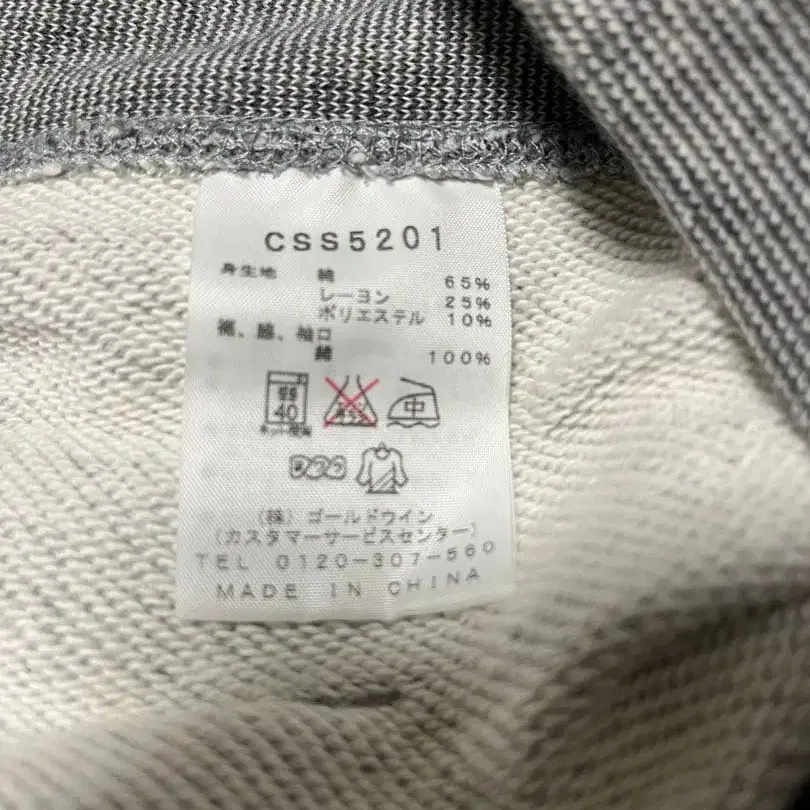 CSS5201
身生地 綿 65%
レーヨン 25%
ポリエステル 10%
裾、脇、袖口
綿 100%
40
中
(株) ゴールドウイン
(カスタマーサービスセンター)
TEL 0120-307-560
MADE IN CHINA